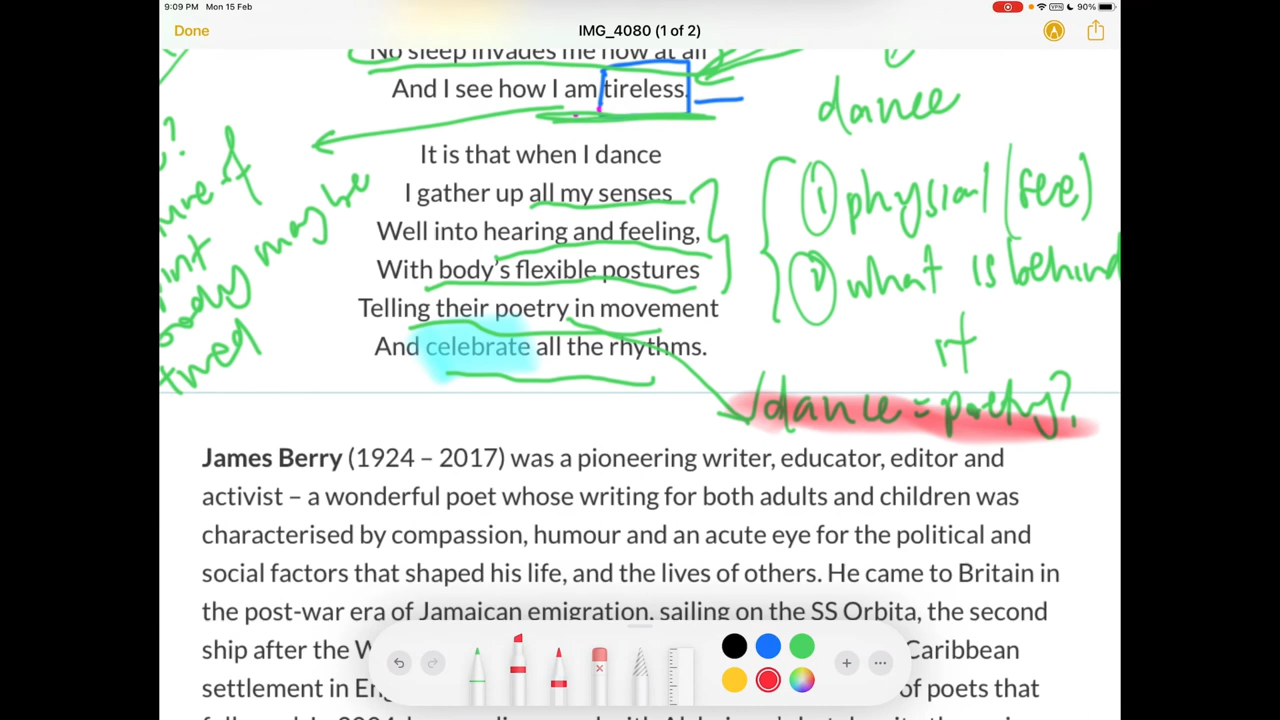 9:09 PM Mon 15 Feb
VPN 90%
Done
IMG_4080 (1 of 2)
No sleep invades me now at all
And I see how I am tireless.
It is that when I dance
I gather up all my senses
Well into hearing and feeling,
With body's flexible postures
Telling their poetry in movement
And celebrate all the rhythms.
dance
① physical (see)
② what is behind
it
dance = poetry?
?
of
may be
body
tired
James Berry (1924 – 2017) was a pioneering writer, educator, editor and
activist – a wonderful poet whose writing for both adults and children was
characterised by compassion, humour and an acute eye for the political and
social factors that shaped his life, and the lives of others. He came to Britain in
the post-war era of Jamaican emigration, sailing on the SS Orbita, the second
ship after the W Caribbean
settlement in En of poets that